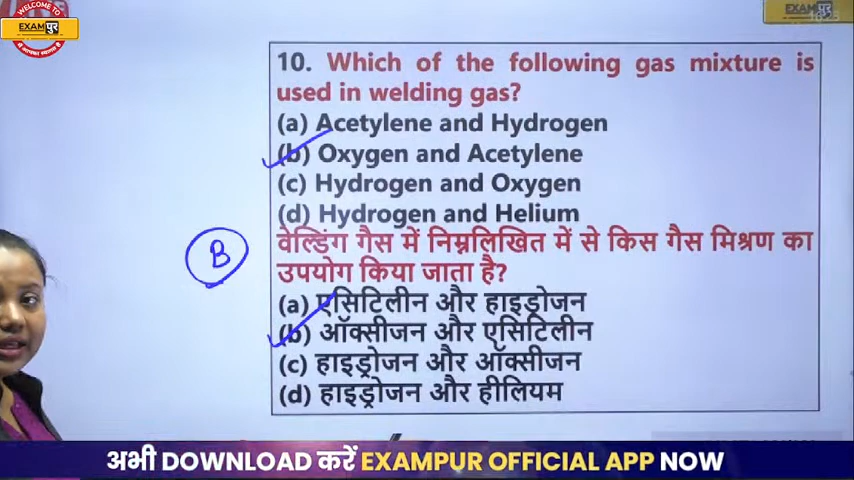 WELCOME TO
EXAMपुर
EXAMपुर
10. Which of the following gas mixture is
used in welding gas?
(a) Acetylene and Hydrogen
(b) Oxygen and Acetylene
(c) Hydrogen and Oxygen
(d) Hydrogen and Helium
वेल्डिंग गैस में निम्नलिखित में से किस गैस मिश्रण का
उपयोग किया जाता है?
B
(a) एसिटिलीन और हाइड्रोजन
(b) ऑक्सीजन और एसिटिलीन
(c) हाइड्रोजन और ऑक्सीजन
(d) हाइड्रोजन और हीलियम
अभी DOWNLOAD करें EXAMPUR OFFICIAL APP NOW